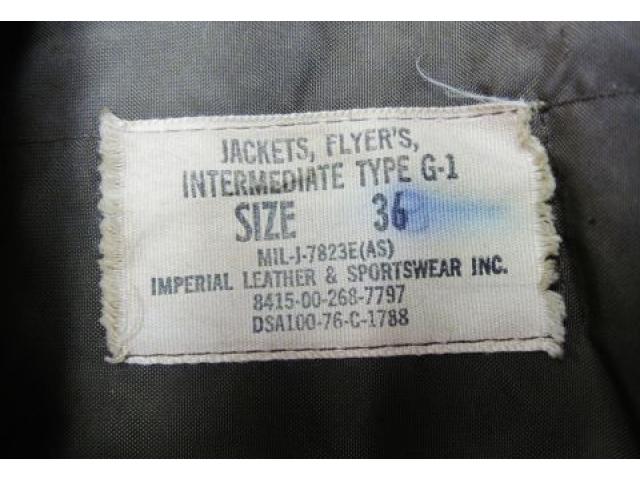 JACKETS, FLYER'S,
INTERMEDIATE TYPE G-1
SIZE 36
MIL-J-7823E(AS)
IMPERIAL LEATHER & SPORTSWEAR INC.
8415-00-268-7797
DSA100-76-C-1788